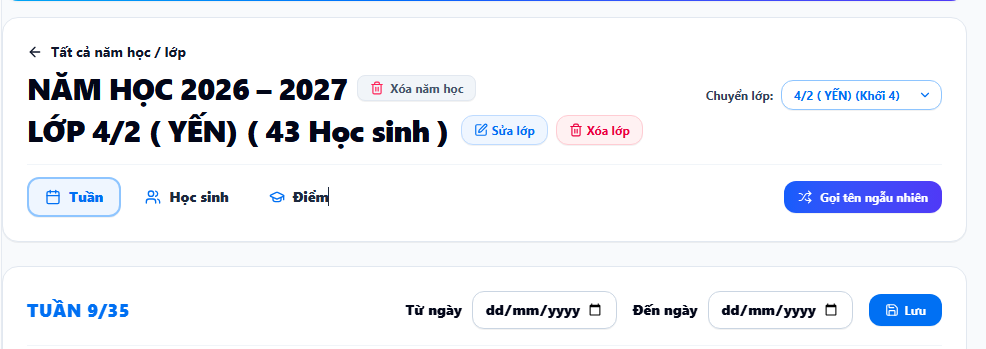 Tất cả năm học / lớp
NĂM HỌC 2026 – 2027 Xóa năm học
Chuyển lớp: 4/2 ( YẾN) (Khối 4)
LỚP 4/2 ( YẾN) ( 43 Học sinh ) Sửa lớp Xóa lớp
Tuần Học sinh Điểm Gọi tên ngẫu nhiên
TUẦN 9/35 Từ ngày dd/mm/yyyy Đến ngày dd/mm/yyyy Lưu